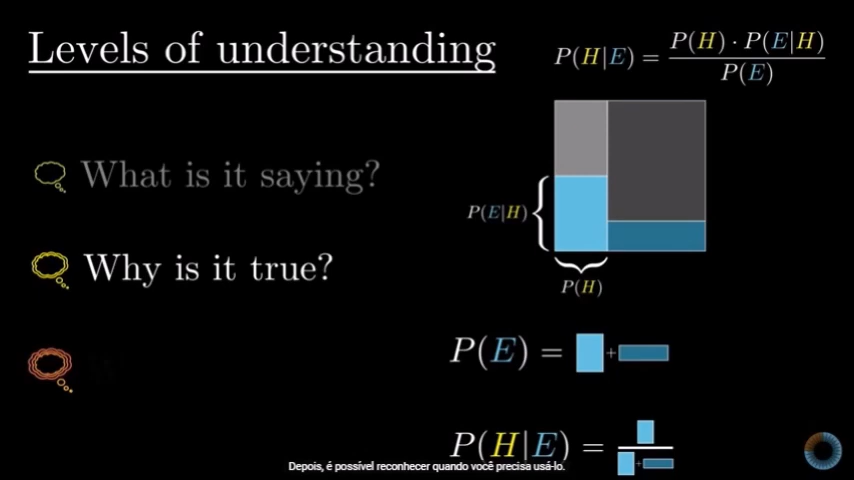 Levels of understanding
P(H|E) = P(H) · P(E|H) / P(E)
What is it saying?
P(E|H)
Why is it true?
P(H)
P(E) = +
P(H|E) = +
Depois, é possível reconhecer quando você precisa usá-lo.